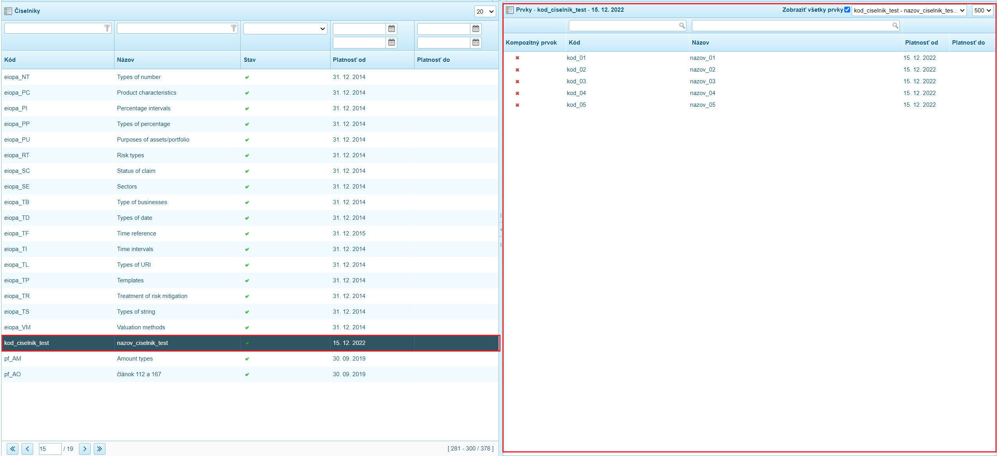 Číselníky 20
Kód Názov Stav Platnosť od Platnosť do
eiopa_NT Types of number 31. 12. 2014
eiopa_PC Product characteristics 31. 12. 2014
eiopa_PI Percentage intervals 31. 12. 2014
eiopa_PP Types of percentage 31. 12. 2014
eiopa_PU Purposes of assets/portfolio 31. 12. 2014
eiopa_RT Risk types 31. 12. 2014
eiopa_SC Status of claim 31. 12. 2014
eiopa_SE Sectors 31. 12. 2014
eiopa_TB Type of businesses 31. 12. 2014
eiopa_TD Types of date 31. 12. 2014
eiopa_TF Time reference 31. 12. 2015
eiopa_TI Time intervals 31. 12. 2014
eiopa_TL Types of URI 31. 12. 2014
eiopa_TP Templates 31. 12. 2014
eiopa_TR Treatment of risk mitigation 31. 12. 2014
eiopa_TS Types of string 31. 12. 2014
eiopa_VM Valuation methods 31. 12. 2014
kod_ciselnik_test nazov_ciselnik_test 15. 12. 2022
pf_AM Amount types 30. 09. 2019
pf_AO článok 112 a 167 30. 09. 2019
15 / 19 [ 281 - 300 / 378 ]
Prvky - kod_ciselnik_test - 15. 12. 2022 Zobraziť všetky prvky kod_ciselnik_test - nazov_ciselnik_tes... 500
Kompozitný prvok Kód Názov Platnosť od Platnosť do
kod_01 nazov_01 15. 12. 2022
kod_02 nazov_02 15. 12. 2022
kod_03 nazov_03 15. 12. 2022
kod_04 nazov_04 15. 12. 2022
kod_05 nazov_05 15. 12. 2022